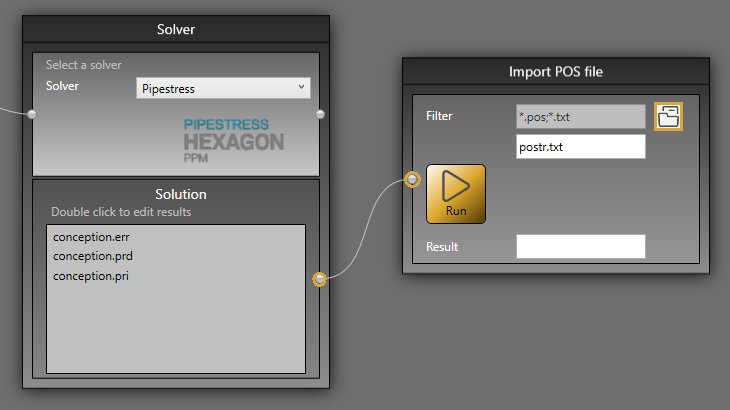 Solver
Select a solver
Solver Pipestress
PIPESTRESS
HEXAGON
PPM
Solution
Double click to edit results
conception.err
conception.prd
conception.pri
Import POS file
Filter *.pos;*.txt
postr.txt
Run
Result